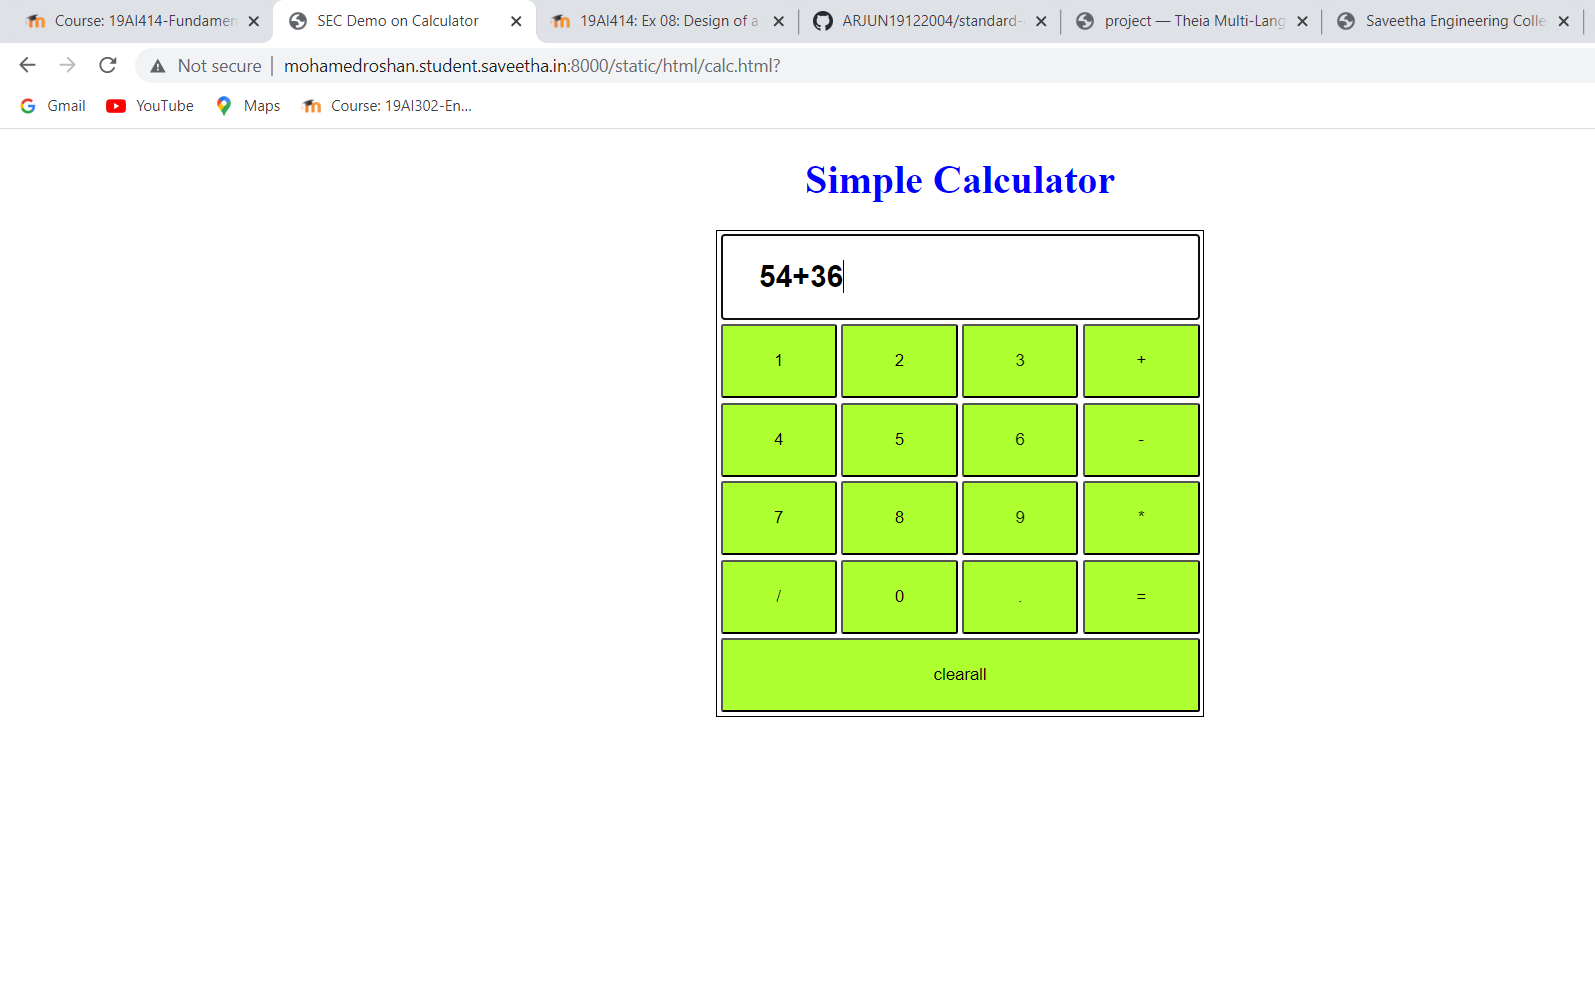 Course: 19AI414-Fundamen
SEC Demo on Calculator
19AI414: Ex 08: Design of a
ARJUN19122004/standard-
project — Theia Multi-Lang
Saveetha Engineering Colle
Not secure
mohamedroshan.student.saveetha.in:8000/static/html/calc.html?
Gmail
YouTube
Maps
Course: 19AI302-En...
Simple Calculator
54+36
1 2 3 +
4 5 6 -
7 8 9 *
/ 0 . =
clearall